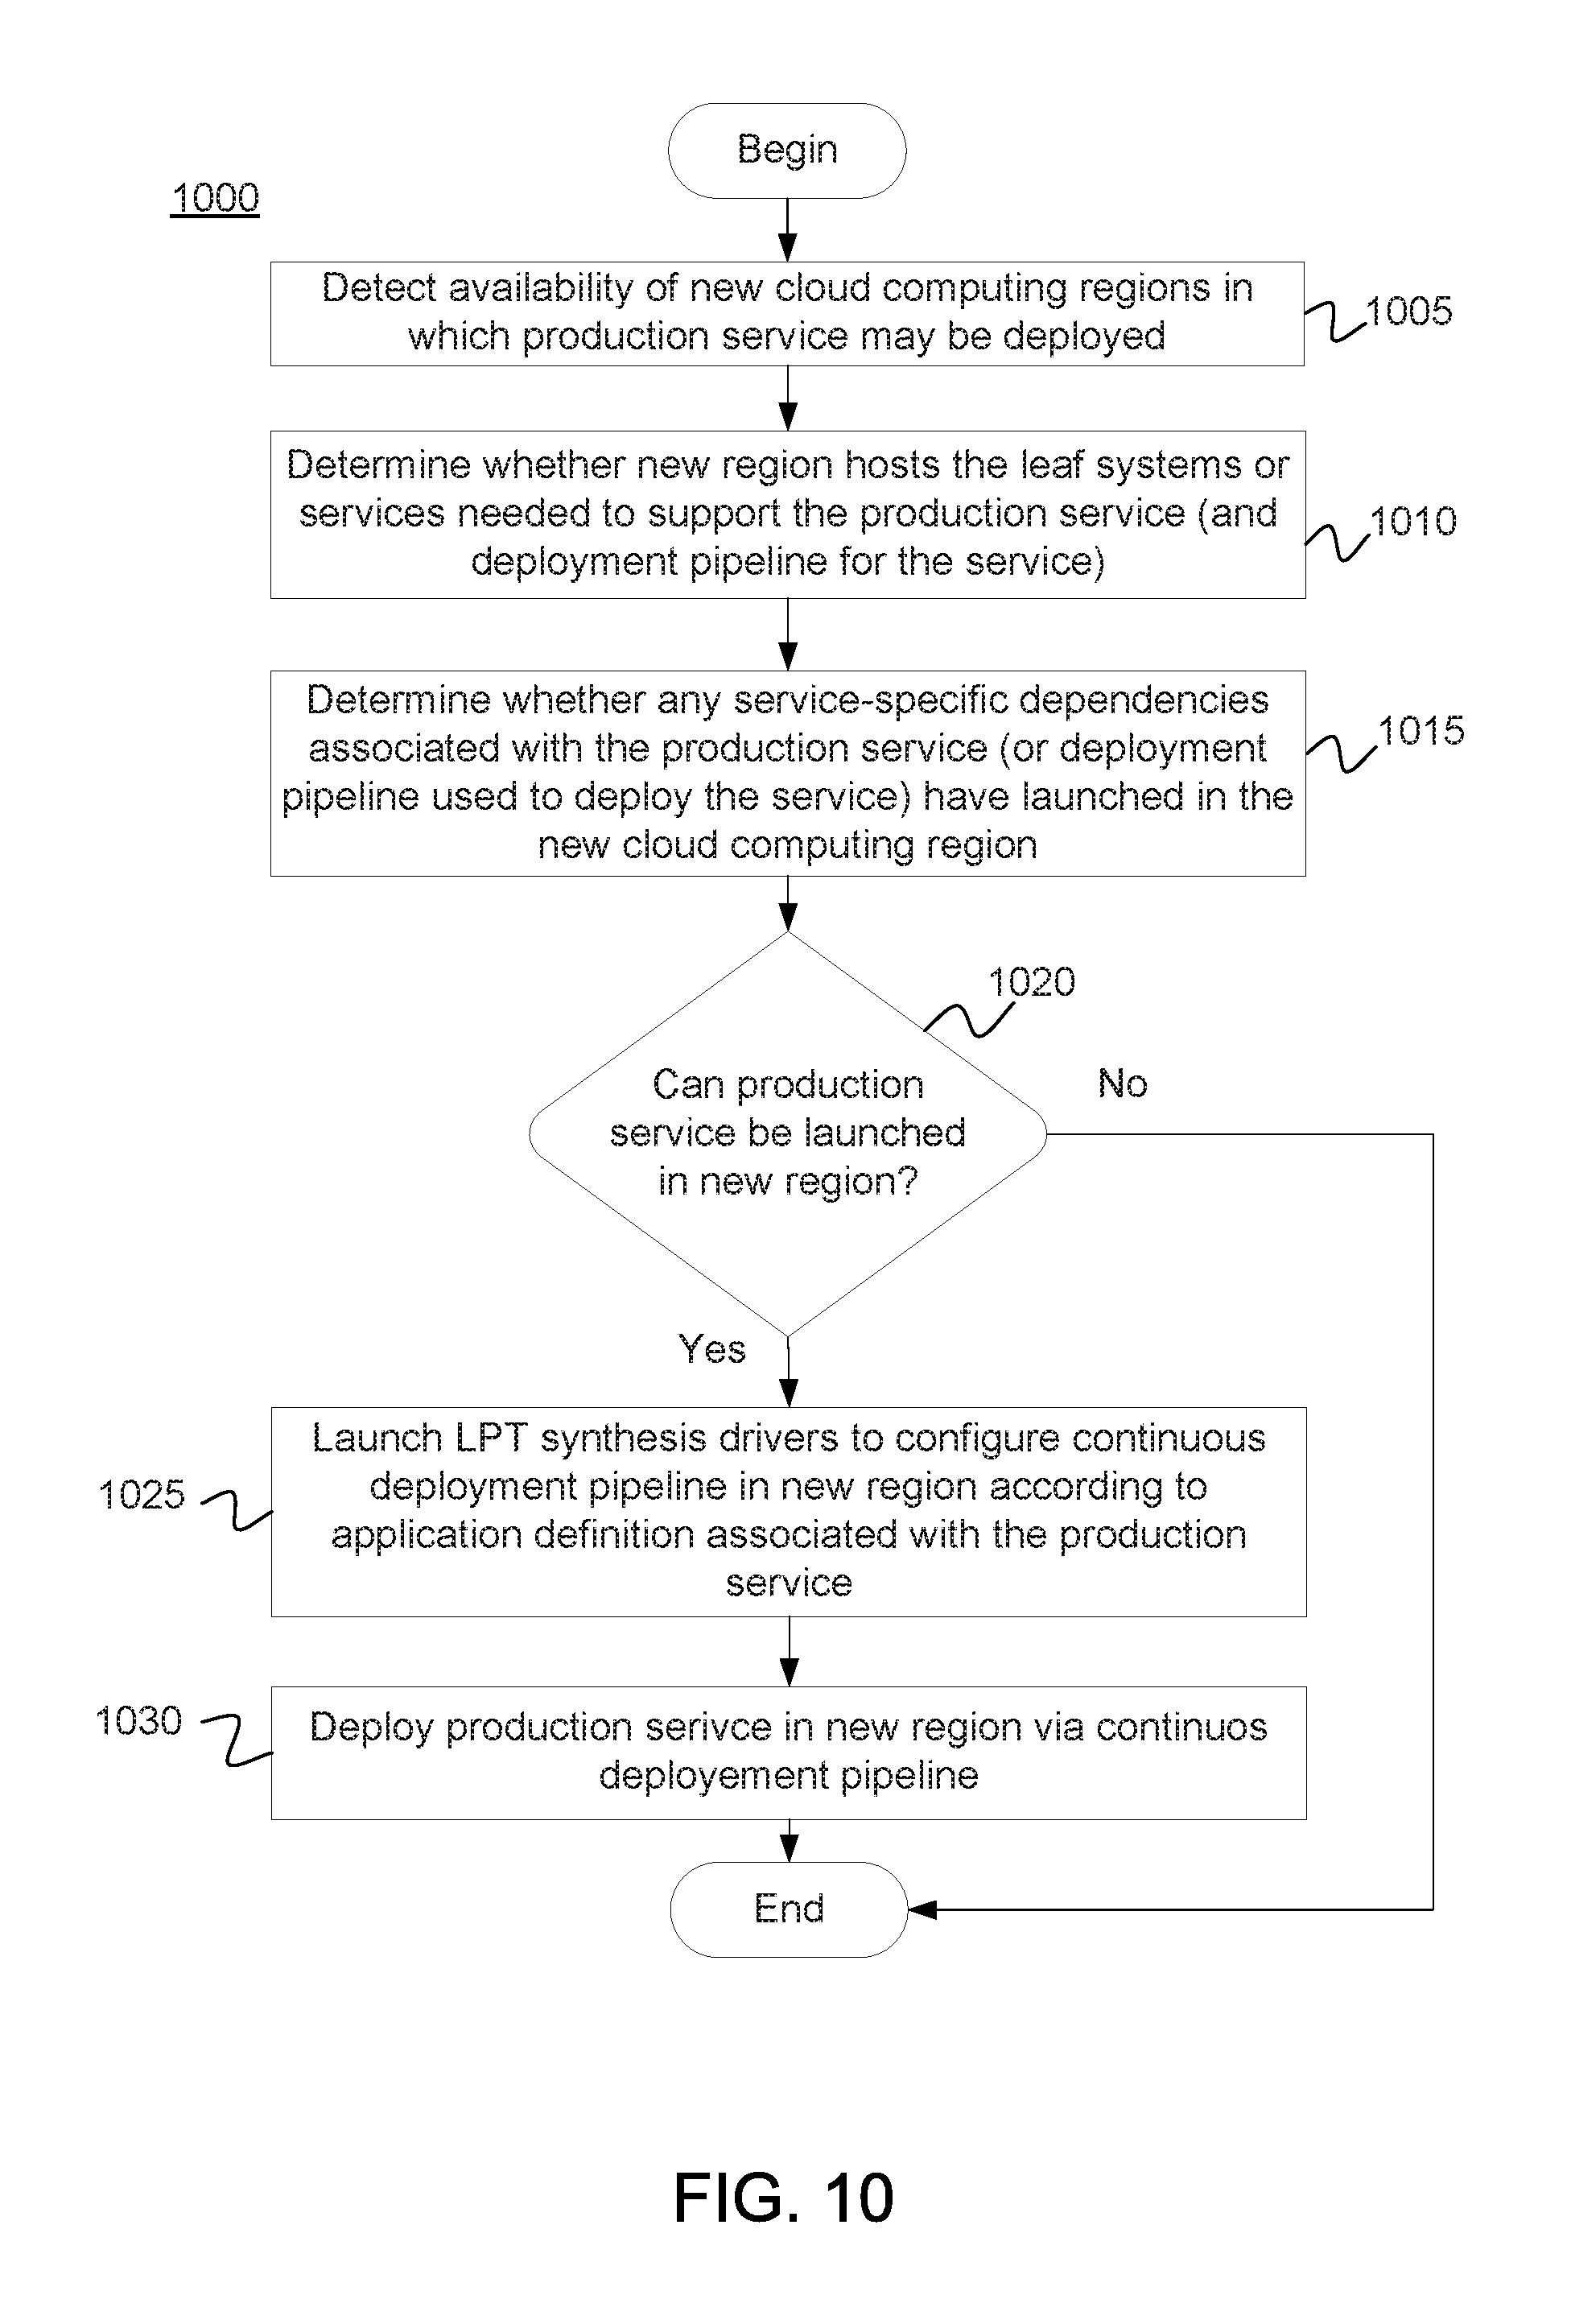 Begin
1000
Detect availability of new cloud computing regions in
which production service may be deployed
1005
Determine whether new region hosts the leaf systems or
services needed to support the production service (and
deployment pipeline for the service)
1010
Determine whether any service-specific dependencies
associated with the production service (or deployment
pipeline used to deploy the service) have launched in the
new cloud computing region
1015
1020
Can production
service be launched
in new region?
No
Yes
Launch LPT synthesis drivers to configure continuous
deployment pipeline in new region according to
application definition associated with the production
service
1025
Deploy production serivce in new region via continuos
deployement pipeline
1030
End
FIG. 10